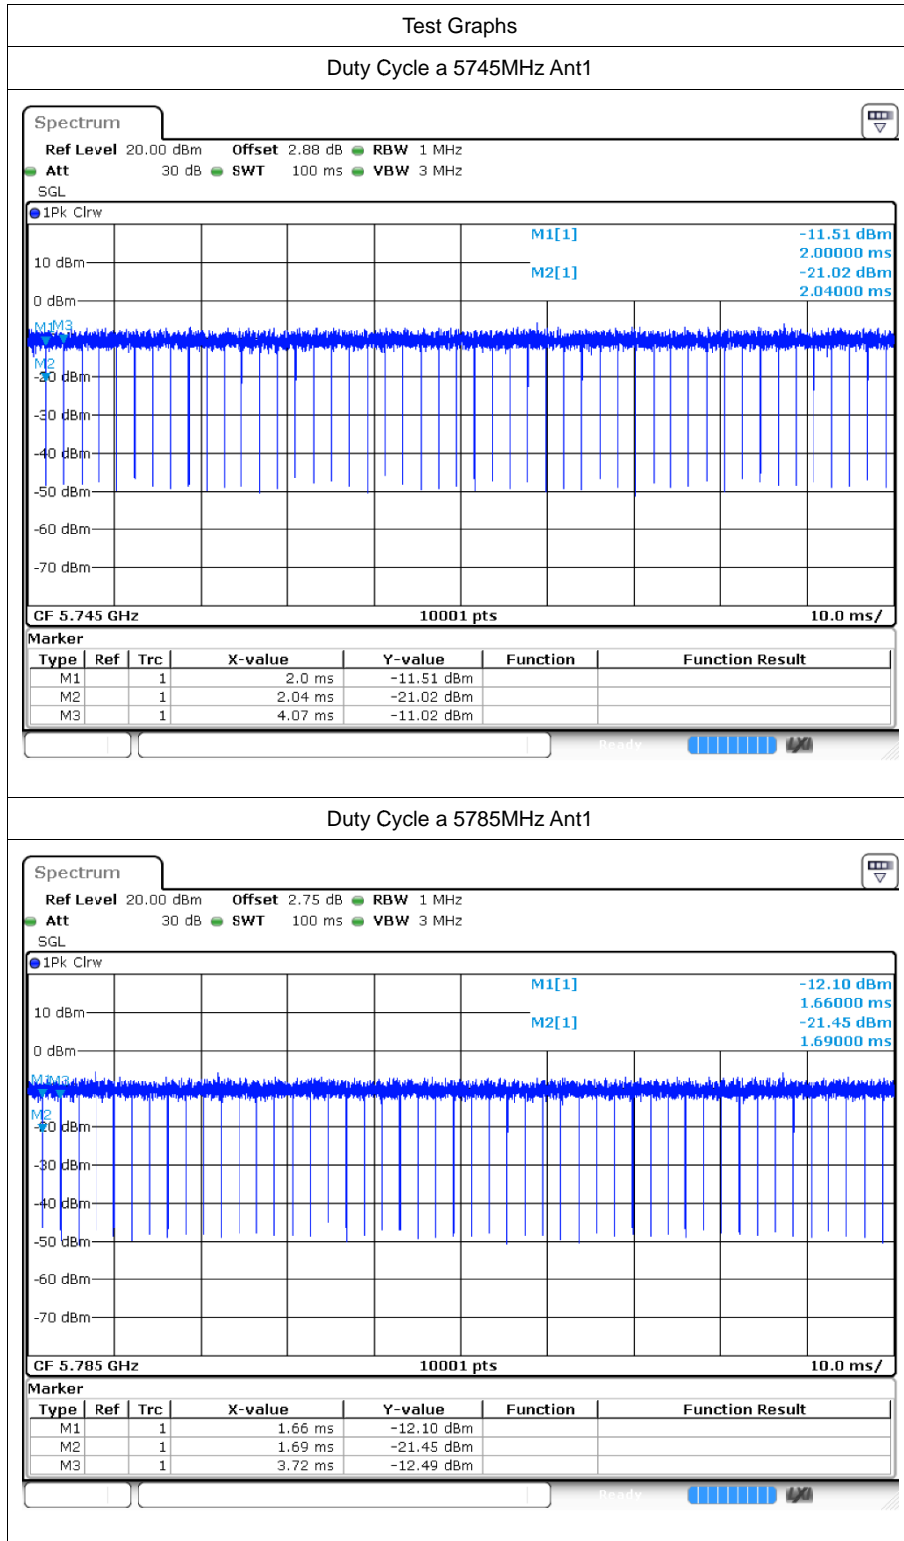 Test Graphs
Duty Cycle a 5745MHz Ant1
Spectrum
Ref Level 20.00 dBm Offset 2.88 dB RBW 1 MHz
Att 30 dB SWT 100 ms VBW 3 MHz
SGL
1Pk Clrw
M1[1] -11.51 dBm
2.00000 ms
10 dBm
M2[1] -21.02 dBm
2.04000 ms
0 dBm
M1 M3
M2
-20 dBm
-30 dBm
-40 dBm
-50 dBm
-60 dBm
-70 dBm
CF 5.745 GHz 10001 pts 10.0 ms/
Marker
Type Ref Trc X-value Y-value Function Function Result
M1 1 2.0 ms -11.51 dBm
M2 1 2.04 ms -21.02 dBm
M3 1 4.07 ms -11.02 dBm
Ready LXI
Duty Cycle a 5785MHz Ant1
Spectrum
Ref Level 20.00 dBm Offset 2.75 dB RBW 1 MHz
Att 30 dB SWT 100 ms VBW 3 MHz
SGL
1Pk Clrw
M1[1] -12.10 dBm
1.66000 ms
10 dBm
M2[1] -21.45 dBm
1.69000 ms
0 dBm
M1 M3
M2
-20 dBm
-30 dBm
-40 dBm
-50 dBm
-60 dBm
-70 dBm
CF 5.785 GHz 10001 pts 10.0 ms/
Marker
Type Ref Trc X-value Y-value Function Function Result
M1 1 1.66 ms -12.10 dBm
M2 1 1.69 ms -21.45 dBm
M3 1 3.72 ms -12.49 dBm
Ready LXI